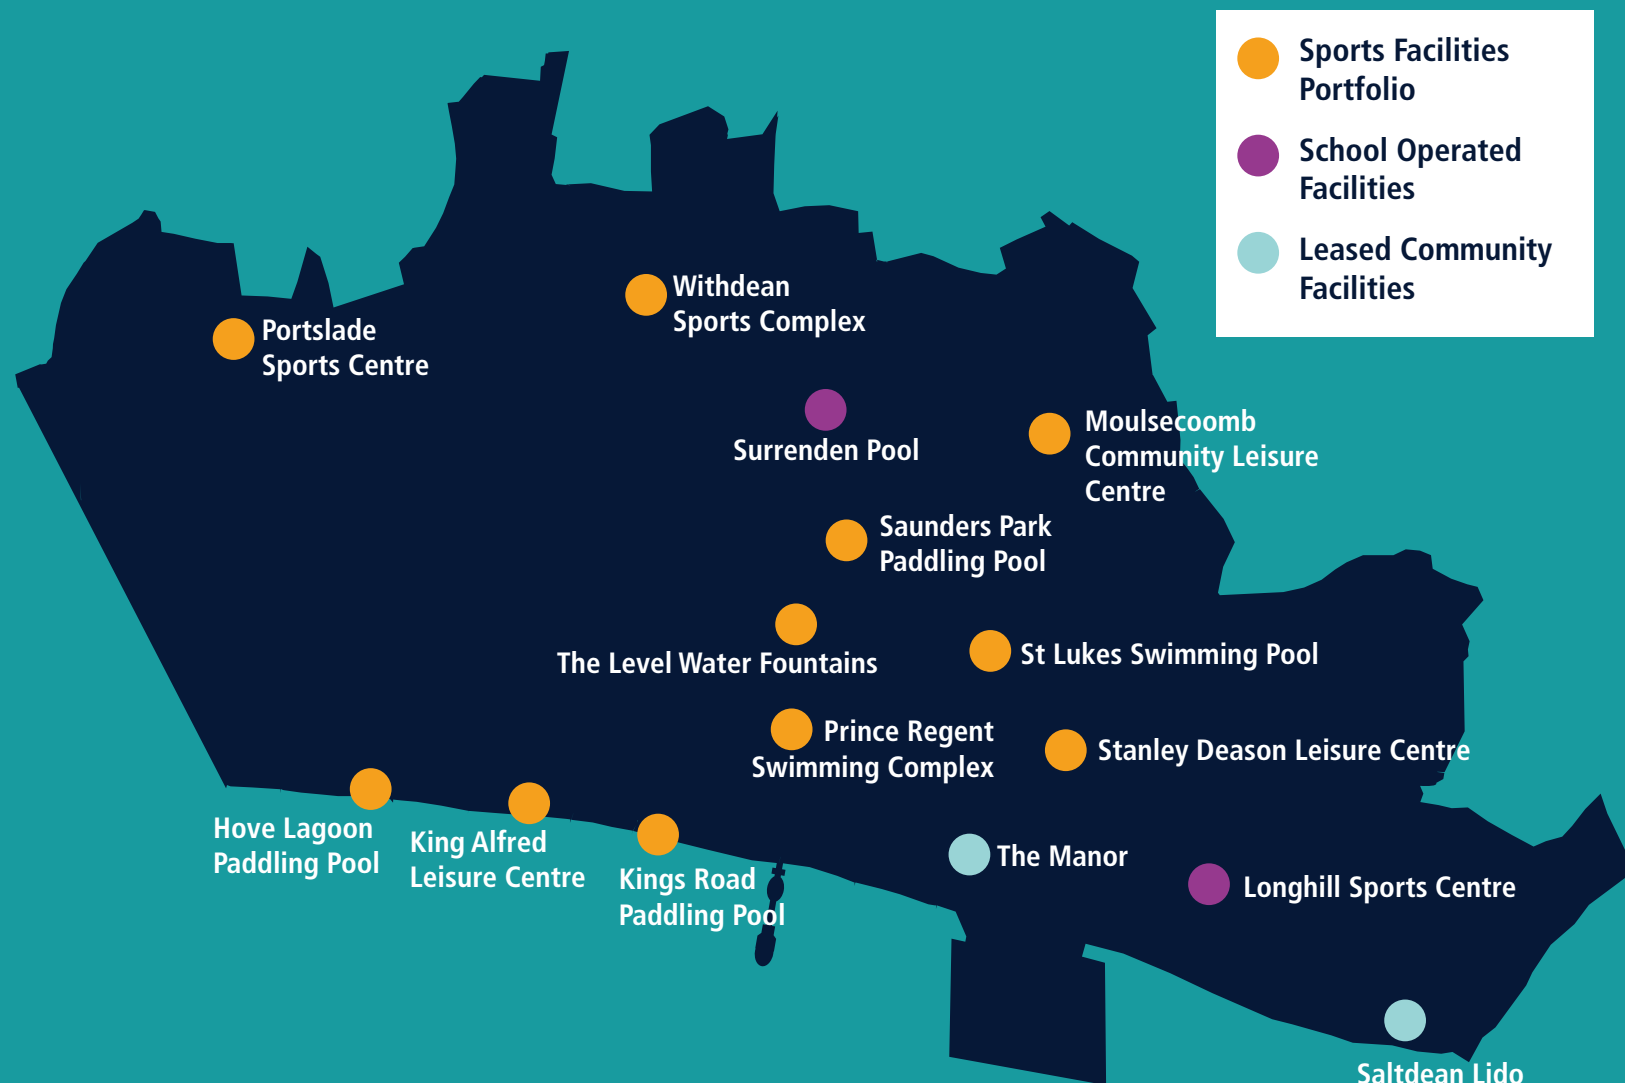 Sports Facilities
Portfolio
School Operated
Facilities
Leased Community
Facilities
Withdean
Sports Complex
Portslade
Sports Centre
Surrenden Pool
Moulsecoomb
Community Leisure
Centre
Saunders Park
Paddling Pool
The Level Water Fountains
St Lukes Swimming Pool
Prince Regent
Swimming Complex
Stanley Deason Leisure Centre
Hove Lagoon
Paddling Pool
King Alfred
Leisure Centre
Kings Road
Paddling Pool
The Manor
Longhill Sports Centre
Saltdean Lido